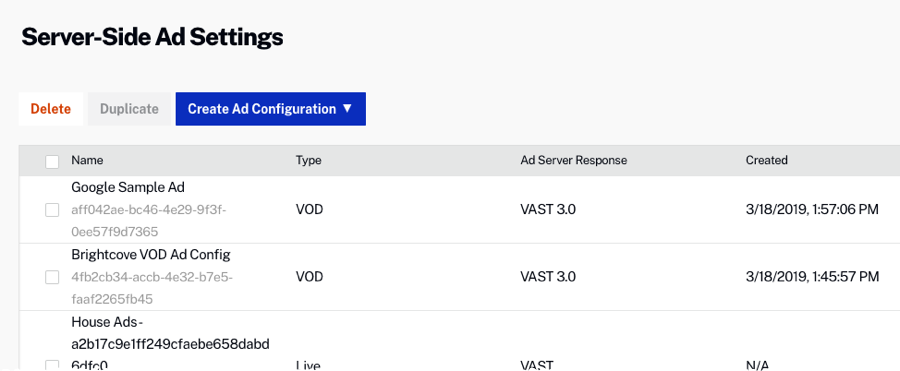 Server-Side Ad Settings
Delete Duplicate Create Ad Configuration ▼
Name Type Ad Server Response Created
Google Sample Ad
aff042ae-bc46-4e29-9f3f-
0ee57f9d7365
VOD VAST 3.0 3/18/2019, 1:57:06 PM
Brightcove VOD Ad Config
4fb2cb34-accb-4e32-b7e5-
faaf2265fb45
VOD VAST 3.0 3/18/2019, 1:45:57 PM
House Ads-
a2b17c9e1ff249cfaebe658dabd
6dfc0 Live VAST N/A